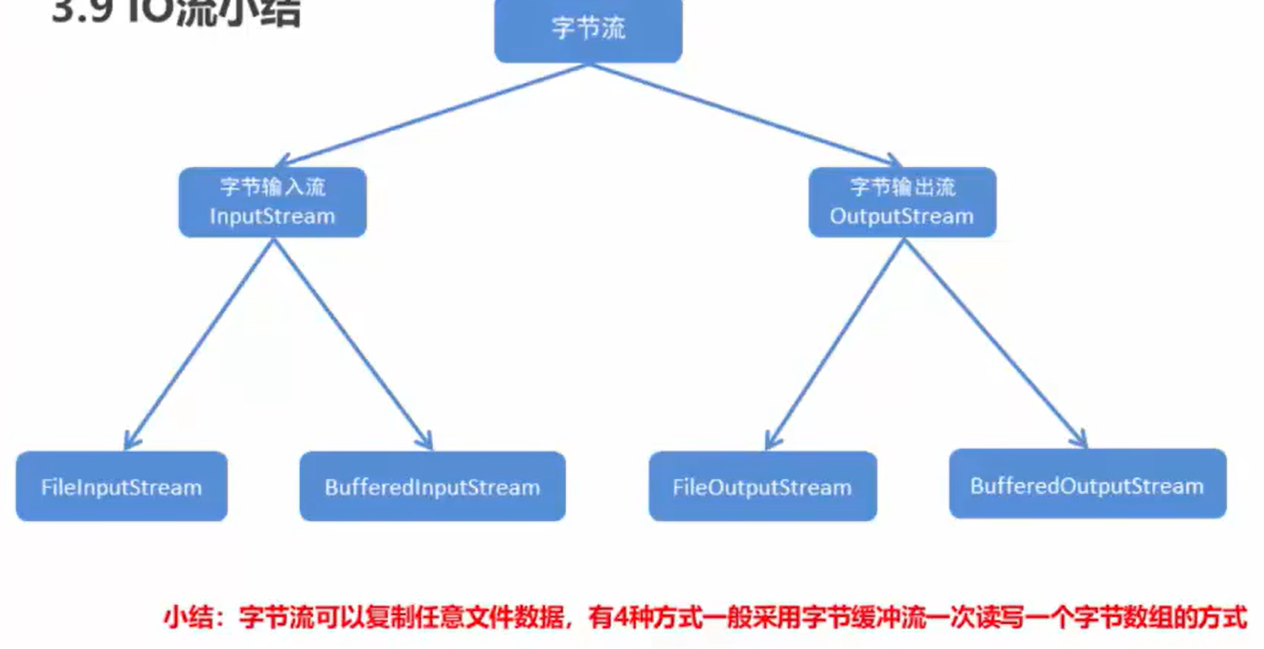 3.9 IO流小结
字节流
字节输入流
InputStream
字节输出流
OutputStream
FileInputStream
BufferedInputStream
FileOutputStream
BufferedOutputStream
小结：字节流可以复制任意文件数据，有4种方式一般采用字节缓冲流一次读写一个字节数组的方式